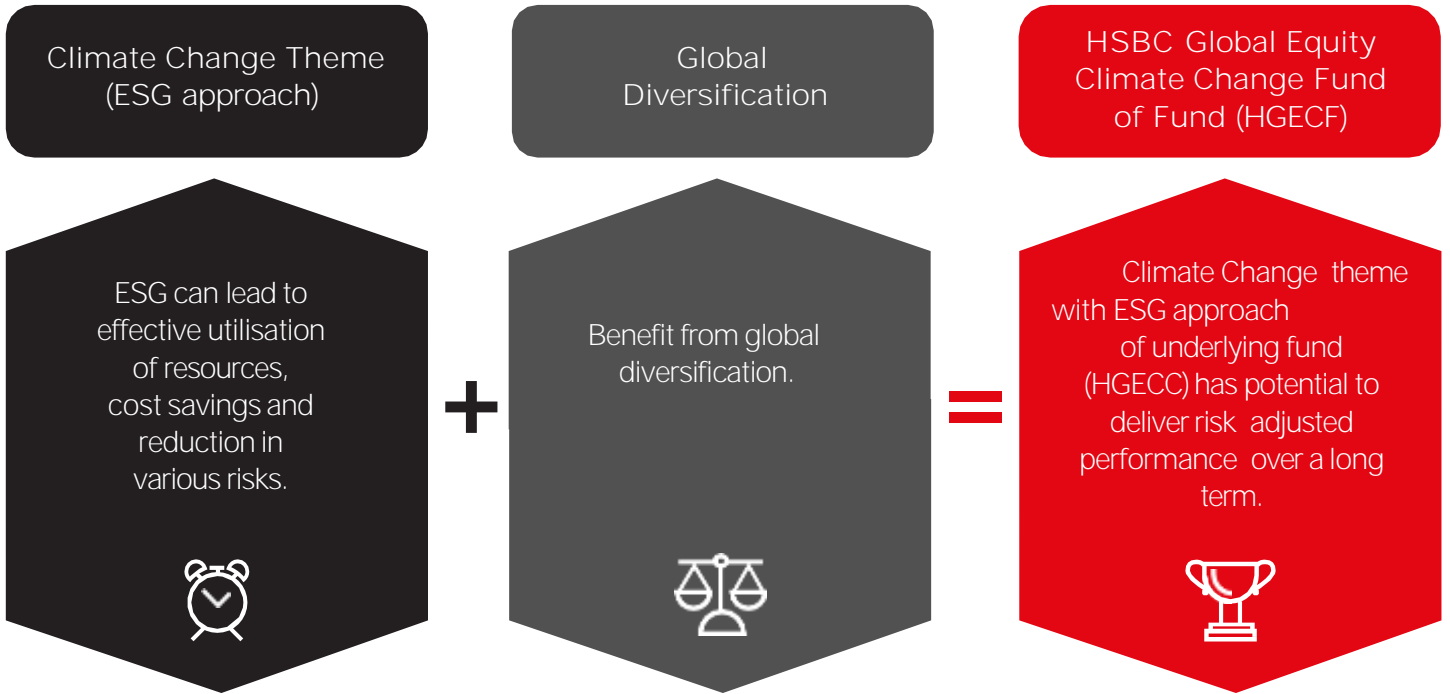 Climate Change Theme
(ESG approach)
Global
Diversification
HSBC Global Equity
Climate Change Fund
of Fund (HGECF)
ESG can lead to
effective utilisation
of resources,
cost savings and
reduction in
various risks.
+
Benefit from global
diversification.
=
Climate Change theme
with ESG approach
of underlying fund
(HGECC) has potential to
deliver risk adjusted
performance over a long
term.